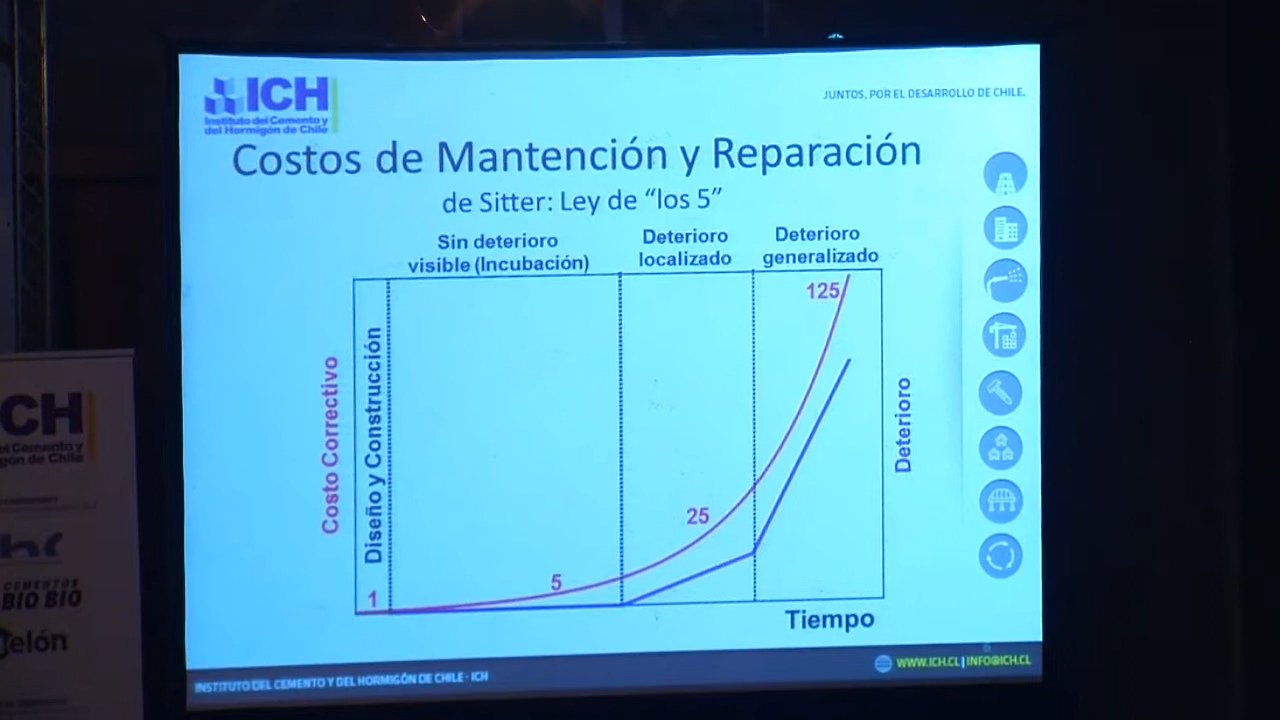 ICH
Instituto del Cemento y
del Hormigón de Chile
JUNTOS, POR EL DESARROLLO DE CHILE.
Costos de Mantención y Reparación
de Sitter: Ley de “los 5”
Sin deterioro
visible (Incubación)
Deterioro
localizado
Deterioro
generalizado
Costo Correctivo
Diseño y Construcción
1
5
25
125
Deterioro
Tiempo
INSTITUTO DEL CEMENTO Y DEL HORMIGÓN DE CHILE - ICH
WWW.ICH.CL | INFO@ICH.CL
CH
el Cemento y
gón de Chile
CEMENTOS
BIO BIO
elón